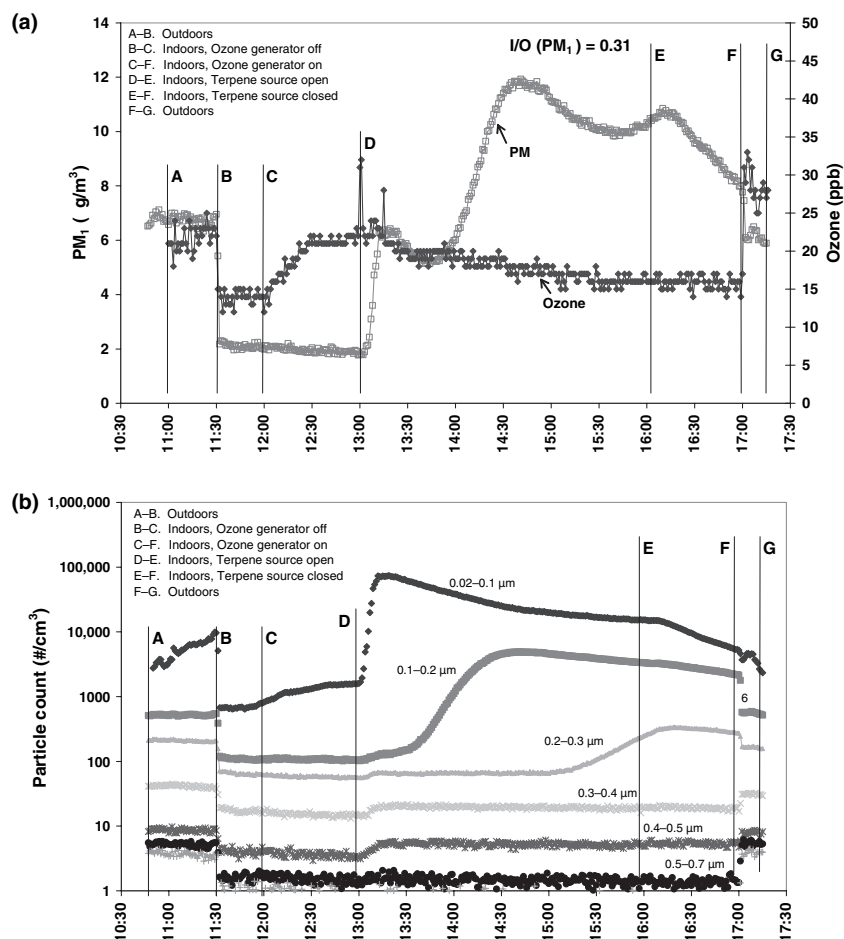 (a)
A–B. Outdoors
B–C. Indoors, Ozone generator off
C–F. Indoors, Ozone generator on
D–E. Indoors, Terpene source open
E–F. Indoors, Terpene source closed
F–G. Outdoors
I/O (PM1 ) = 0.31
A
B
C
D
E
F
G
PM
Ozone
PM1 ( g/m3)
14
12
10
8
6
4
2
0
Ozone (ppb)
50
45
40
35
30
25
20
15
10
5
0
10:30
11:00
11:30
12:00
12:30
13:00
13:30
14:00
14:30
15:00
15:30
16:00
16:30
17:00
17:30
(b)
A–B. Outdoors
B–C. Indoors, Ozone generator off
C–F. Indoors, Ozone generator on
D–E. Indoors, Terpene source open
E–F. Indoors, Terpene source closed
F–G. Outdoors
A
B
C
D
E
F
G
0.02–0.1 µm
0.1–0.2 µm
6
0.2–0.3 µm
0.3–0.4 µm
0.4–0.5 µm
0.5–0.7 µm
Particle count (#/cm3)
1,000,000
100,000
10,000
1000
100
10
1
10:30
11:00
11:30
12:00
12:30
13:00
13:30
14:00
14:30
15:00
15:30
16:00
16:30
17:00
17:30